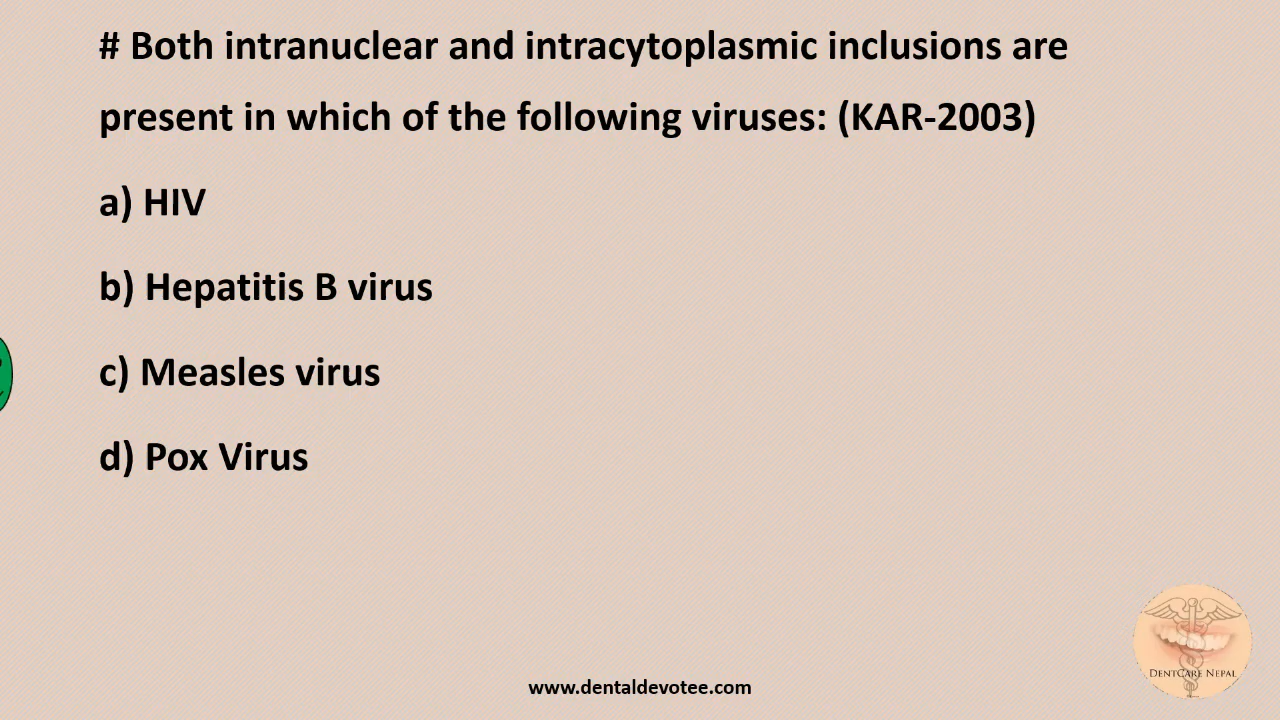 # Both intranuclear and intracytoplasmic inclusions are
present in which of the following viruses: (KAR-2003)
a) HIV
b) Hepatitis B virus
c) Measles virus
d) Pox Virus
DentCare Nepal
www.dentaldevotee.com